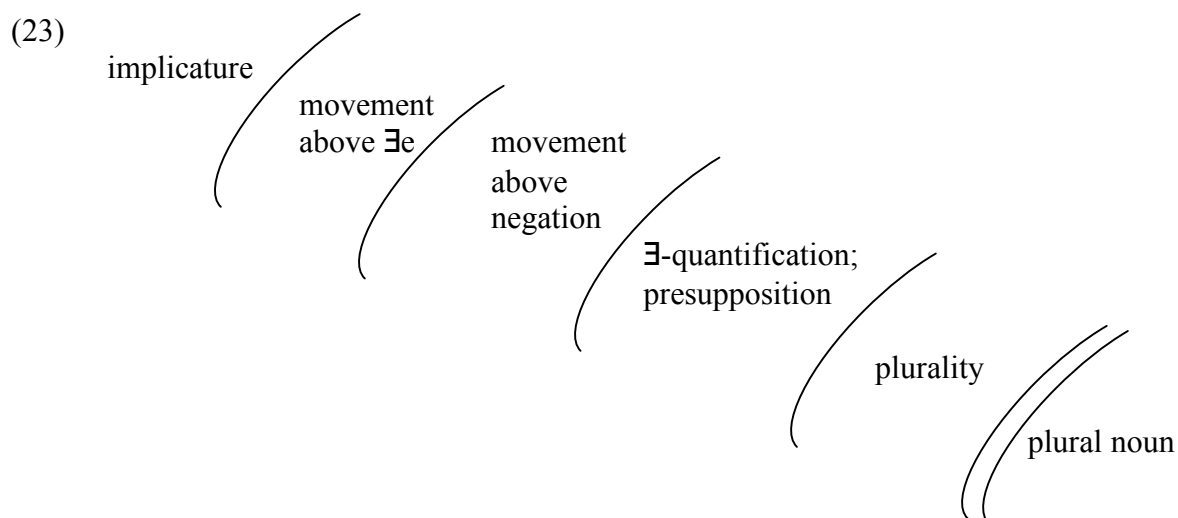 (23)
implicature
movement
above ∃e
movement
above
negation
∃-quantification;
presupposition
plurality
plural noun